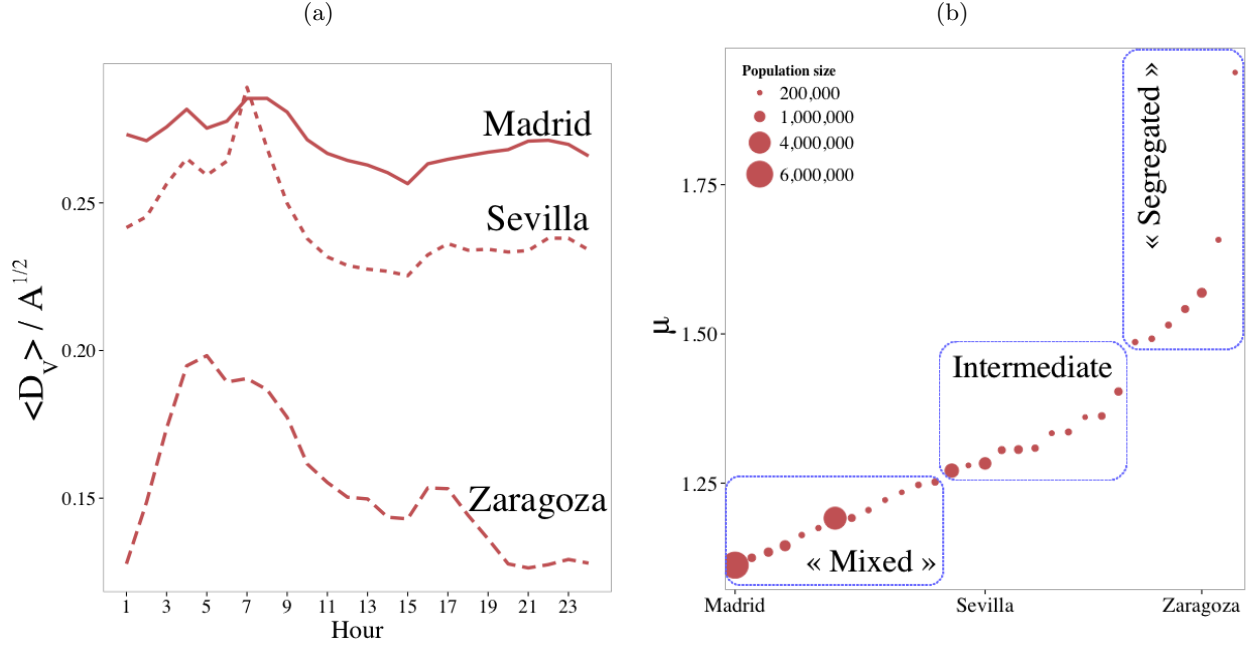 (a)
Madrid
Sevilla
Zaragoza
0.25
0.20
0.15
<D_v> / A^1/2
1 3 5 7 9 11 13 15 17 19 21 23
Hour
(b)
Population size
200,000
1,000,000
4,000,000
6,000,000
« Segregated »
Intermediate
« Mixed »
1.75
1.50
1.25
μ
Madrid Sevilla Zaragoza